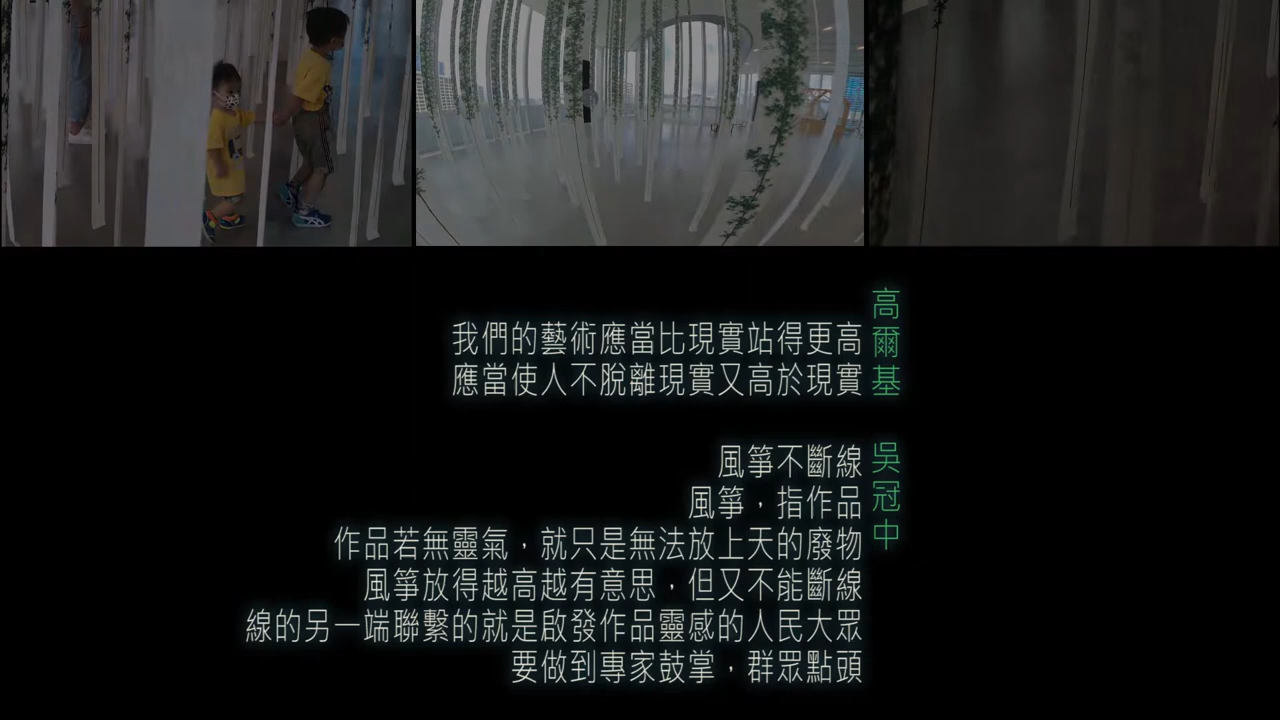 高爾基
我們的藝術應當比現實站得更高
應當使人不脫離現實又高於現實
吳冠中
風箏不斷線
風箏，指作品
作品若無靈氣，就只是無法放上天的廢物
風箏放得越高越有意思，但又不能斷線
線的另一端聯繫的就是啟發作品靈感的人民大眾
要做到專家鼓掌，群眾點頭